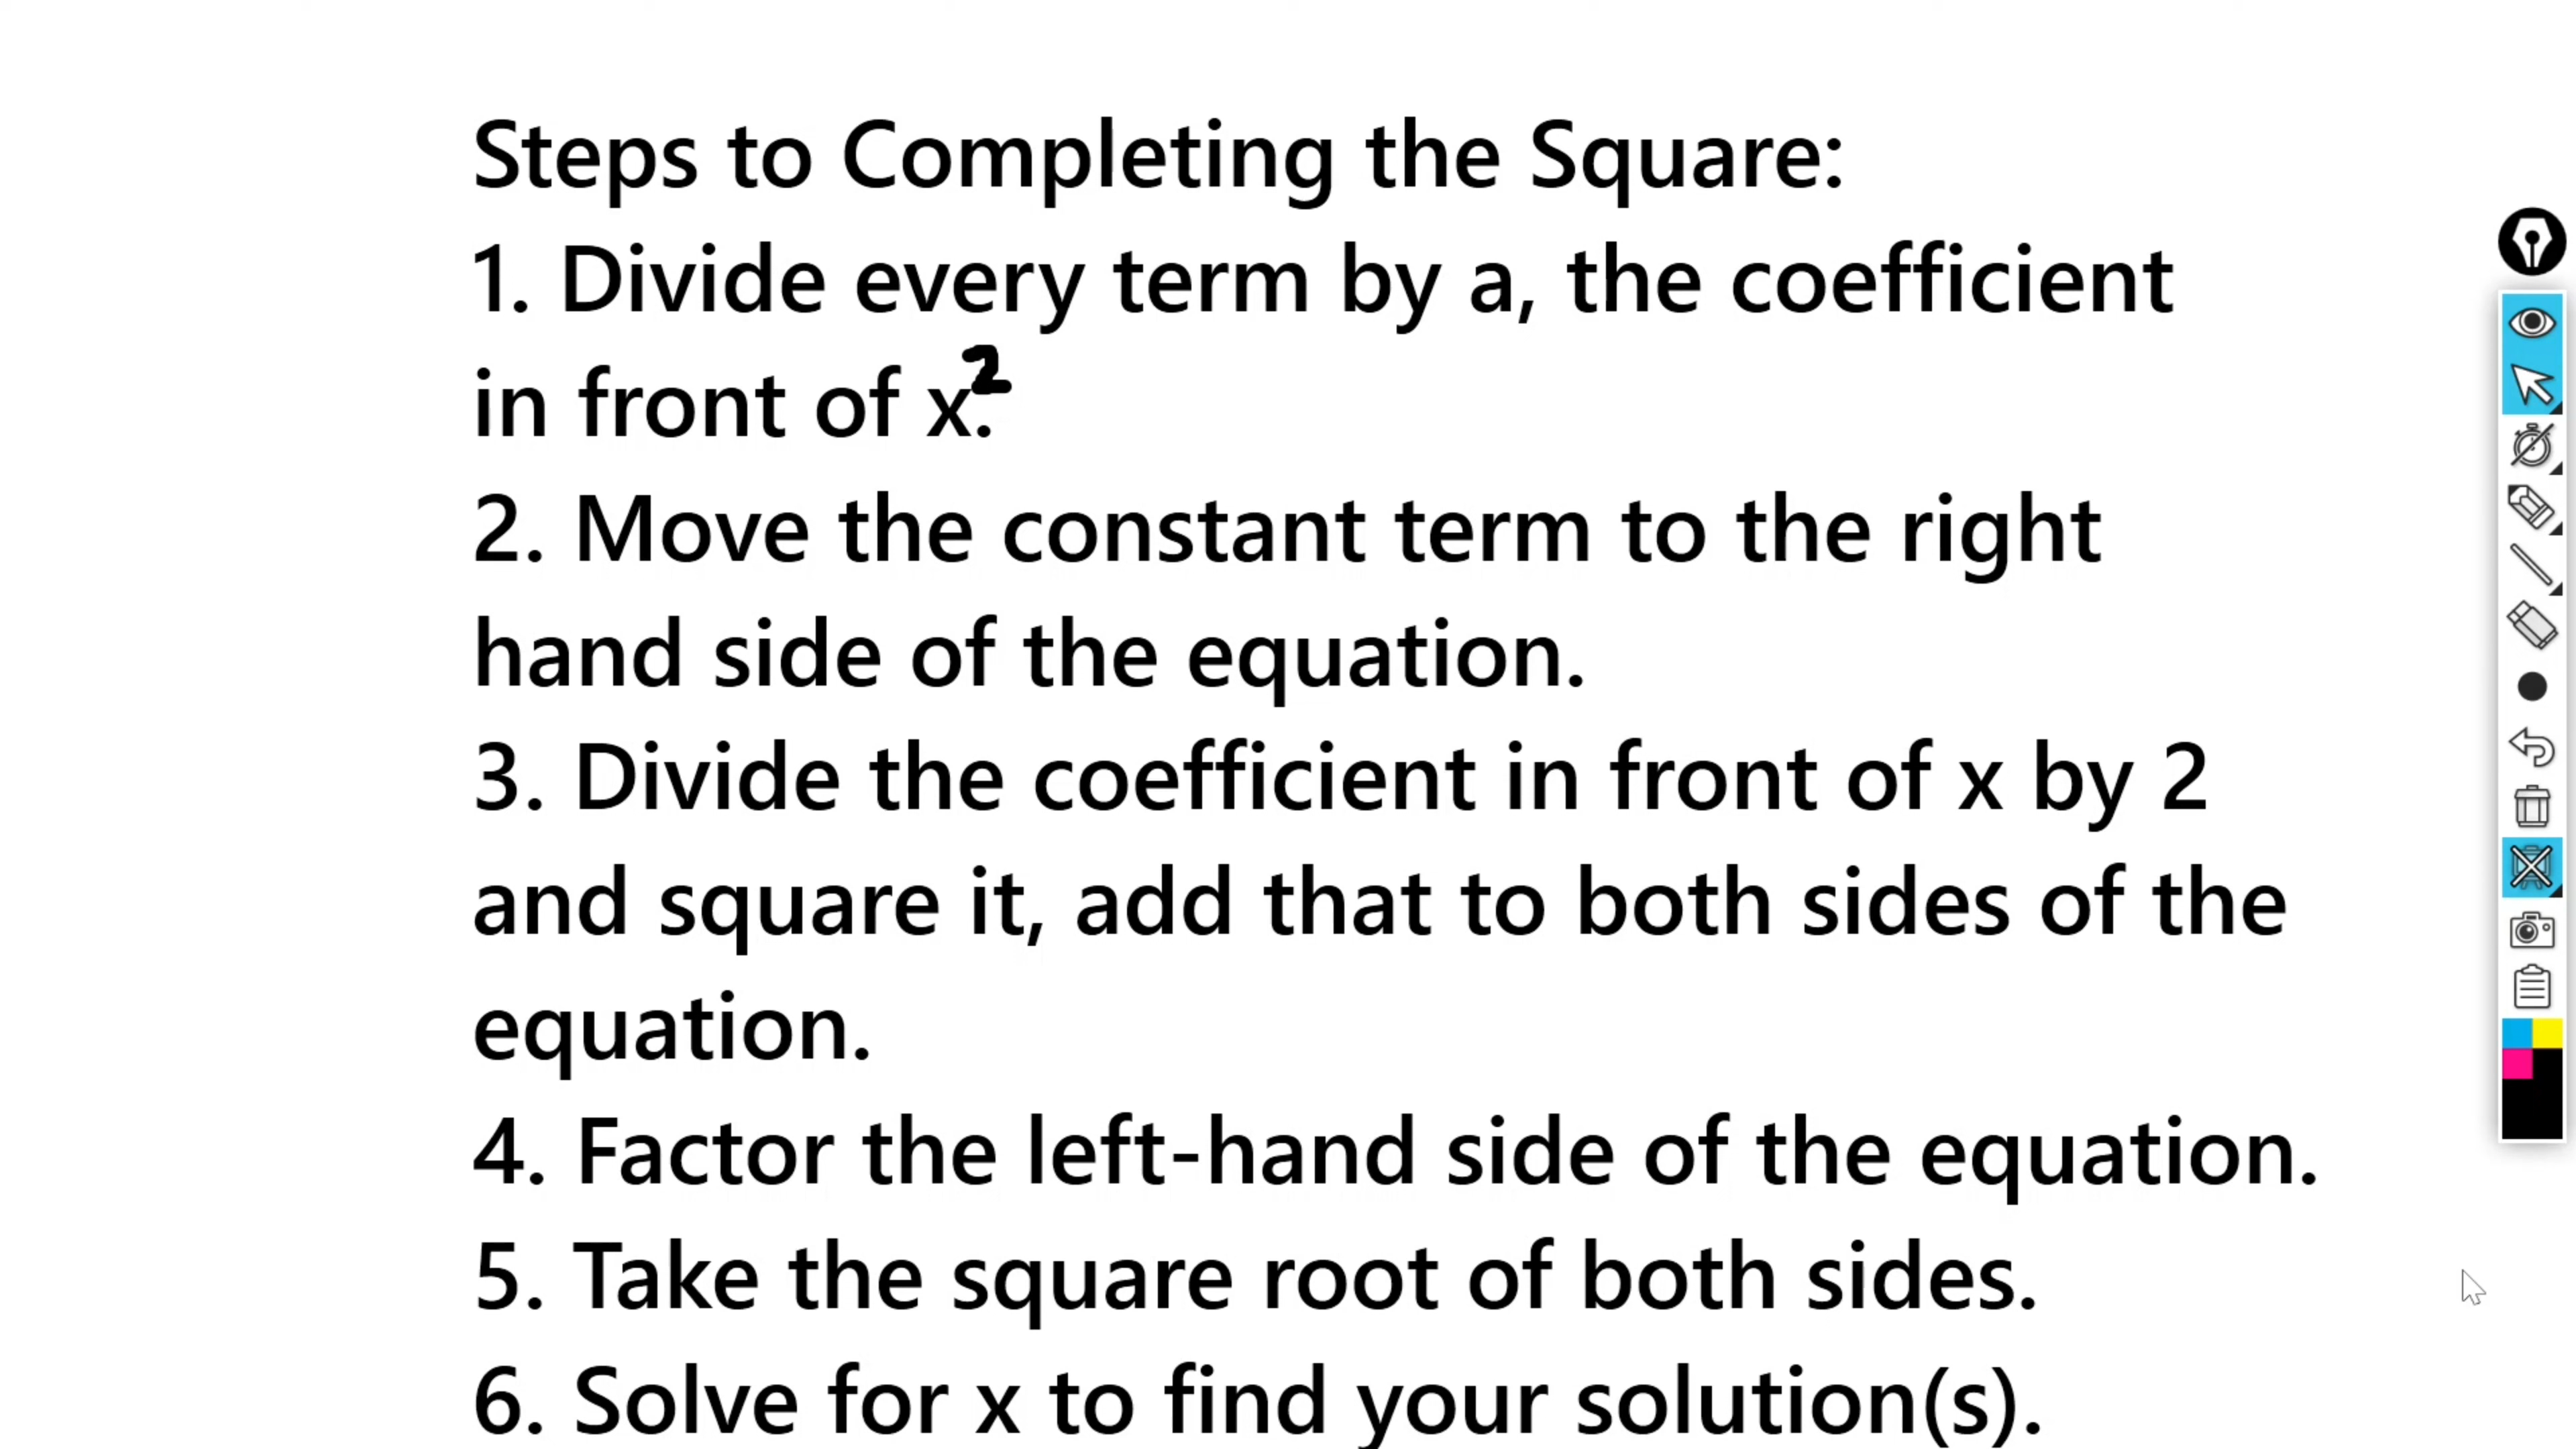 Steps to Completing the Square:
1. Divide every term by a, the coefficient
in front of x².
2. Move the constant term to the right
hand side of the equation.
3. Divide the coefficient in front of x by 2
and square it, add that to both sides of the
equation.
4. Factor the left-hand side of the equation.
5. Take the square root of both sides.
6. Solve for x to find your solution(s).